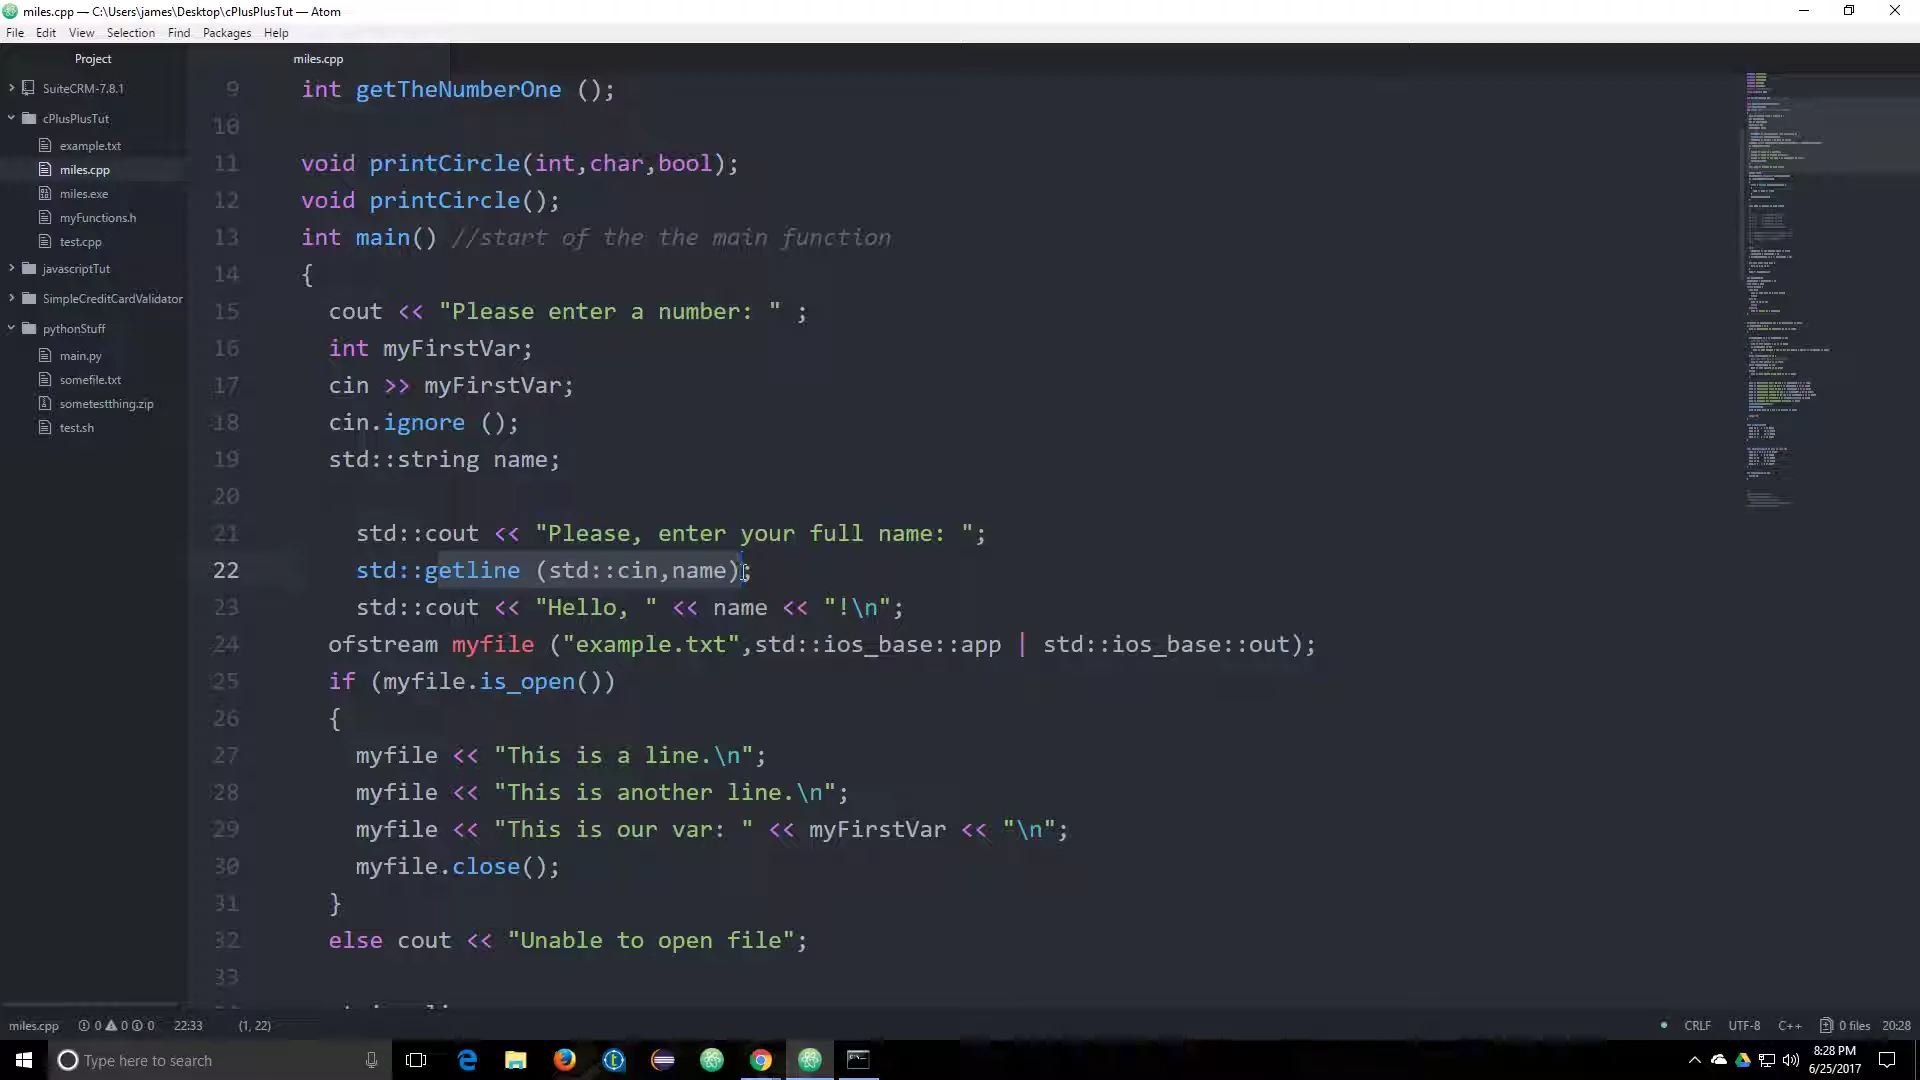 miles.cpp — C:\Users\james\Desktop\cPlusPlusTut — Atom
File Edit View Selection Find Packages Help
Project
miles.cpp
SuiteCRM-7.8.1
cPlusPlusTut
example.txt
miles.cpp
miles.exe
myFunctions.h
test.cpp
javascriptTut
SimpleCreditCardValidator
pythonStuff
main.py
somefile.txt
sometestthing.zip
test.sh
9 int getTheNumberOne ();
10
11 void printCircle(int,char,bool);
12 void printCircle();
13 int main() //start of the the main function
14 {
15 cout << "Please enter a number: " ;
16 int myFirstVar;
17 cin >> myFirstVar;
18 cin.ignore ();
19 std::string name;
20
21 std::cout << "Please, enter your full name: ";
22 std::getline (std::cin,name);
23 std::cout << "Hello, " << name << "!\n";
24 ofstream myfile ("example.txt",std::ios_base::app | std::ios_base::out);
25 if (myfile.is_open())
26 {
27 myfile << "This is a line.\n";
28 myfile << "This is another line.\n";
29 myfile << "This is our var: " << myFirstVar << "\n";
30 myfile.close();
31 }
32 else cout << "Unable to open file";
33
miles.cpp 0 0 0 22:33 (1, 22) CRLF UTF-8 C++ 0 files 20:28
Type here to search
8:28 PM
6/25/2017